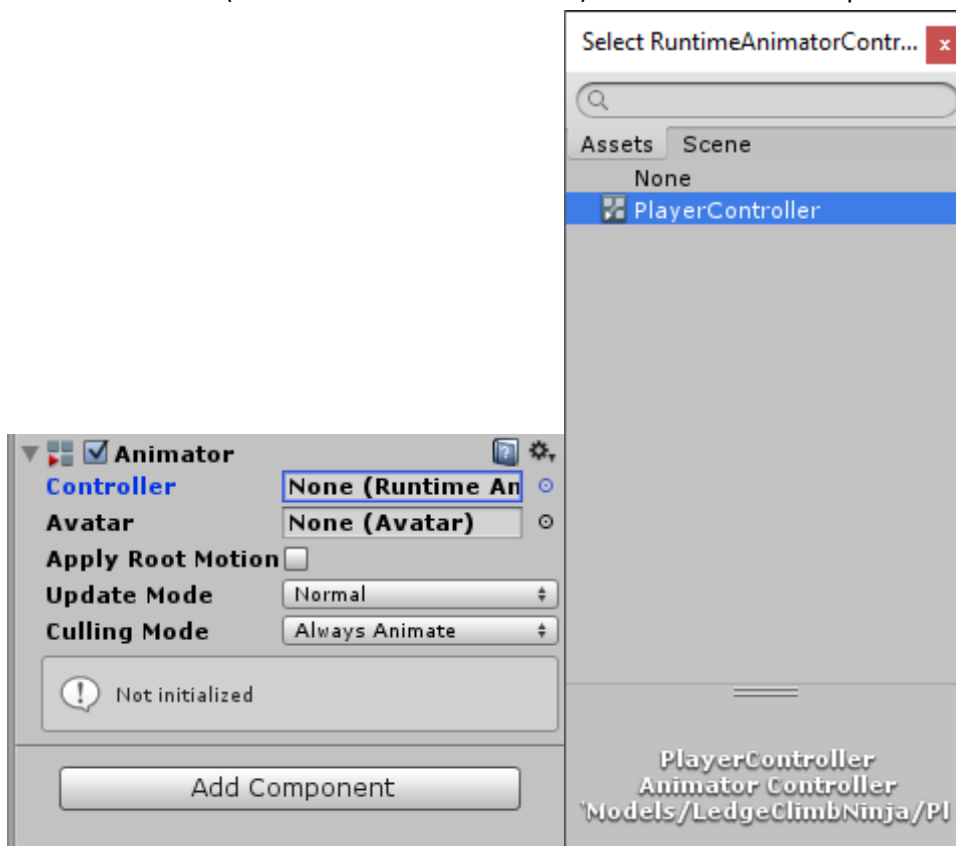 Select RuntimeAnimatorContr...
Assets Scene
None
PlayerController
Animator
Controller None (Runtime An
Avatar None (Avatar)
Apply Root Motion
Update Mode Normal
Culling Mode Always Animate
Not initialized
Add Component
PlayerController
Animator Controller
Models/LedgeClimbNinja/Pl